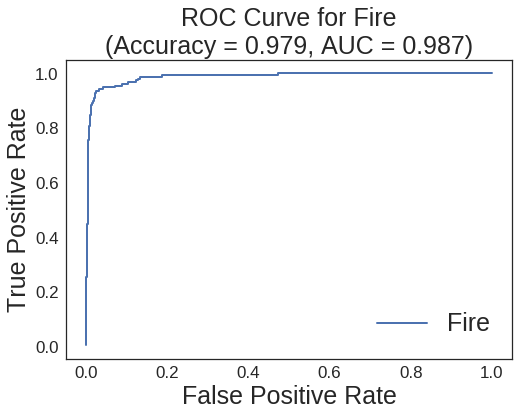 ROC Curve for Fire
(Accuracy = 0.979, AUC = 0.987)
True Positive Rate
1.0
0.8
0.6
0.4
0.2
0.0
Fire
0.0 0.2 0.4 0.6 0.8 1.0
False Positive Rate